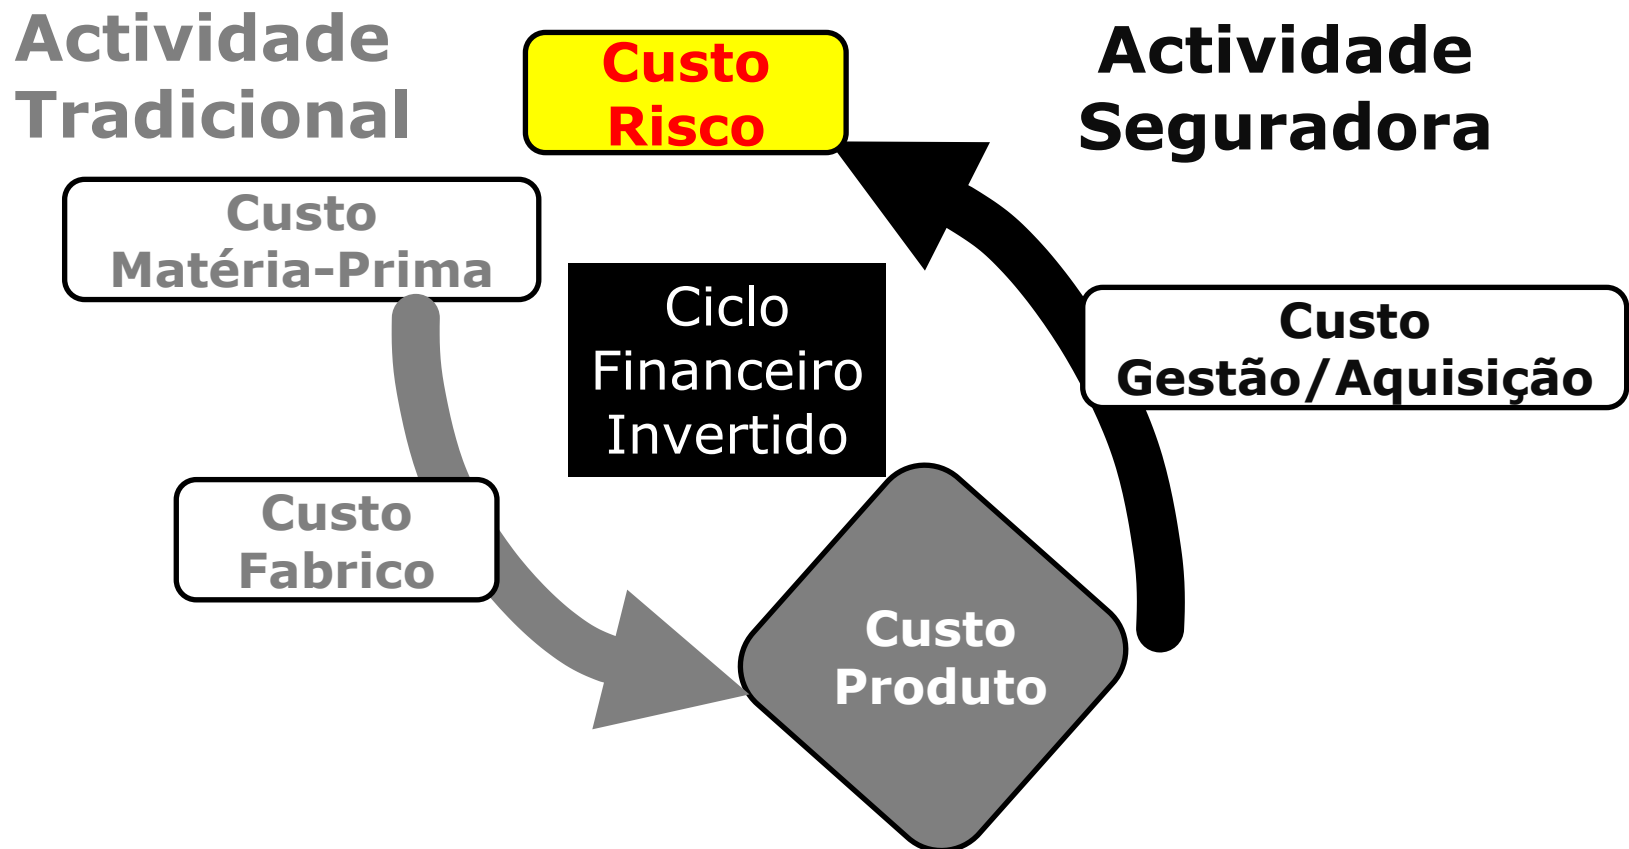 Actividade
Tradicional
Custo
Risco
Actividade
Seguradora
Custo
Matéria-Prima
Ciclo
Financeiro
Invertido
Custo
Gestão/Aquisição
Custo
Fabrico
Custo
Produto